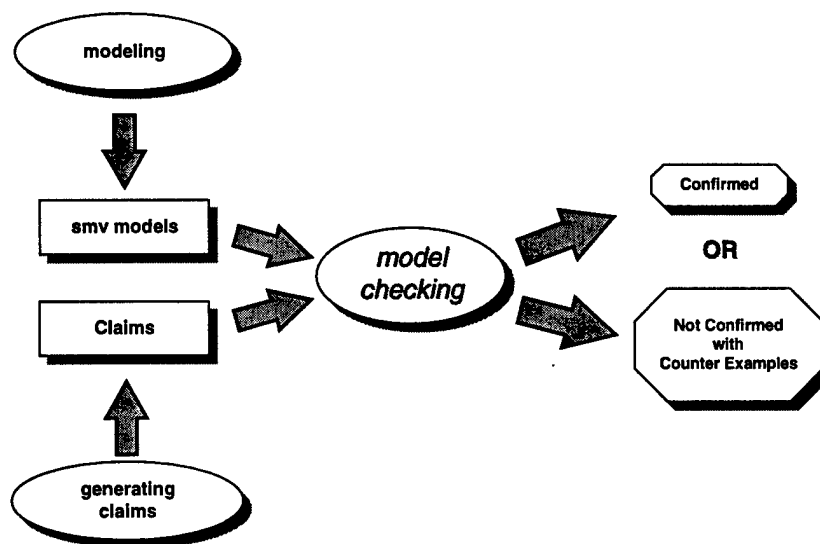 modeling
smv models
Claims
generating
claims
model
checking
Confirmed
OR
Not Confirmed
with
Counter Examples